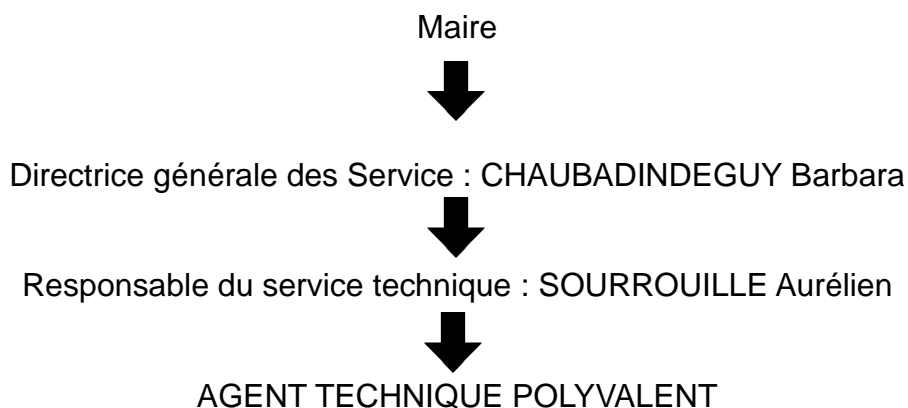 Maire
Directrice générale des Service : CHAUBADINDEGUY Barbara
Responsable du service technique : SOURROUILLE Aurélien
AGENT TECHNIQUE POLYVALENT